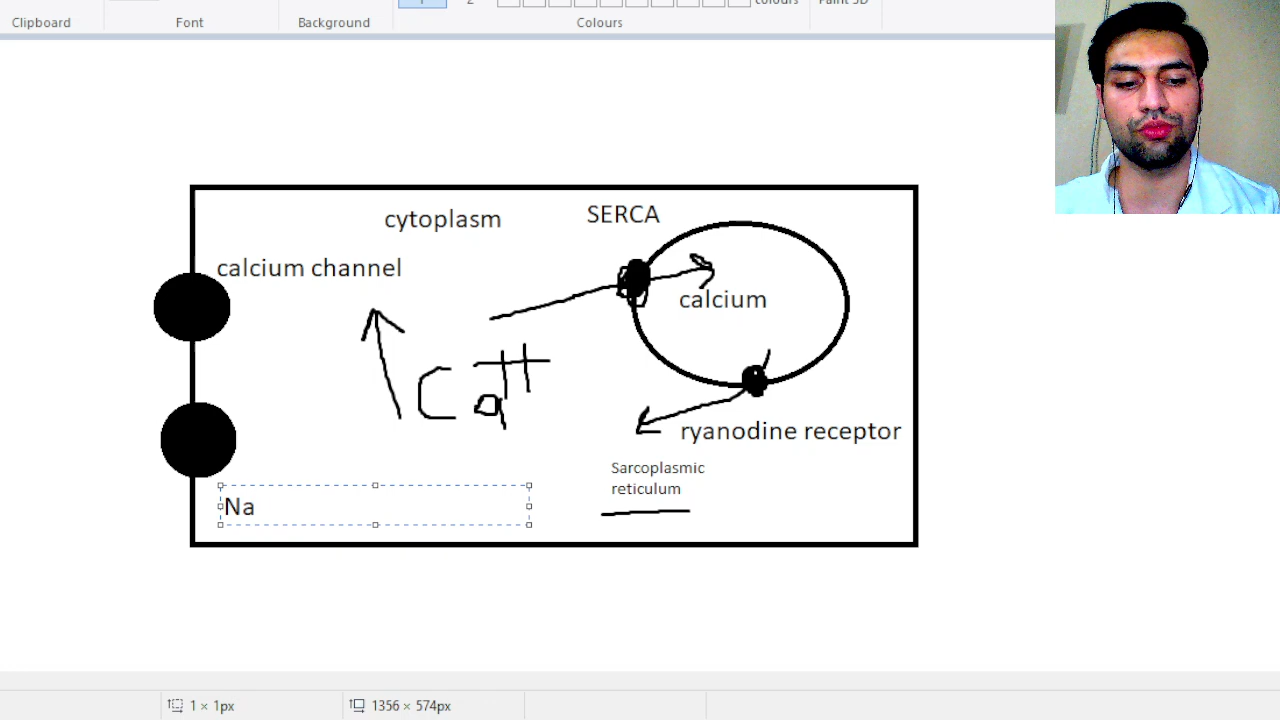 Clipboard
Font
Background
Colours
cytoplasm
SERCA
calcium channel
calcium
Ca++
ryanodine receptor
Sarcoplasmic
reticulum
Na
1 × 1px
1356 × 574px